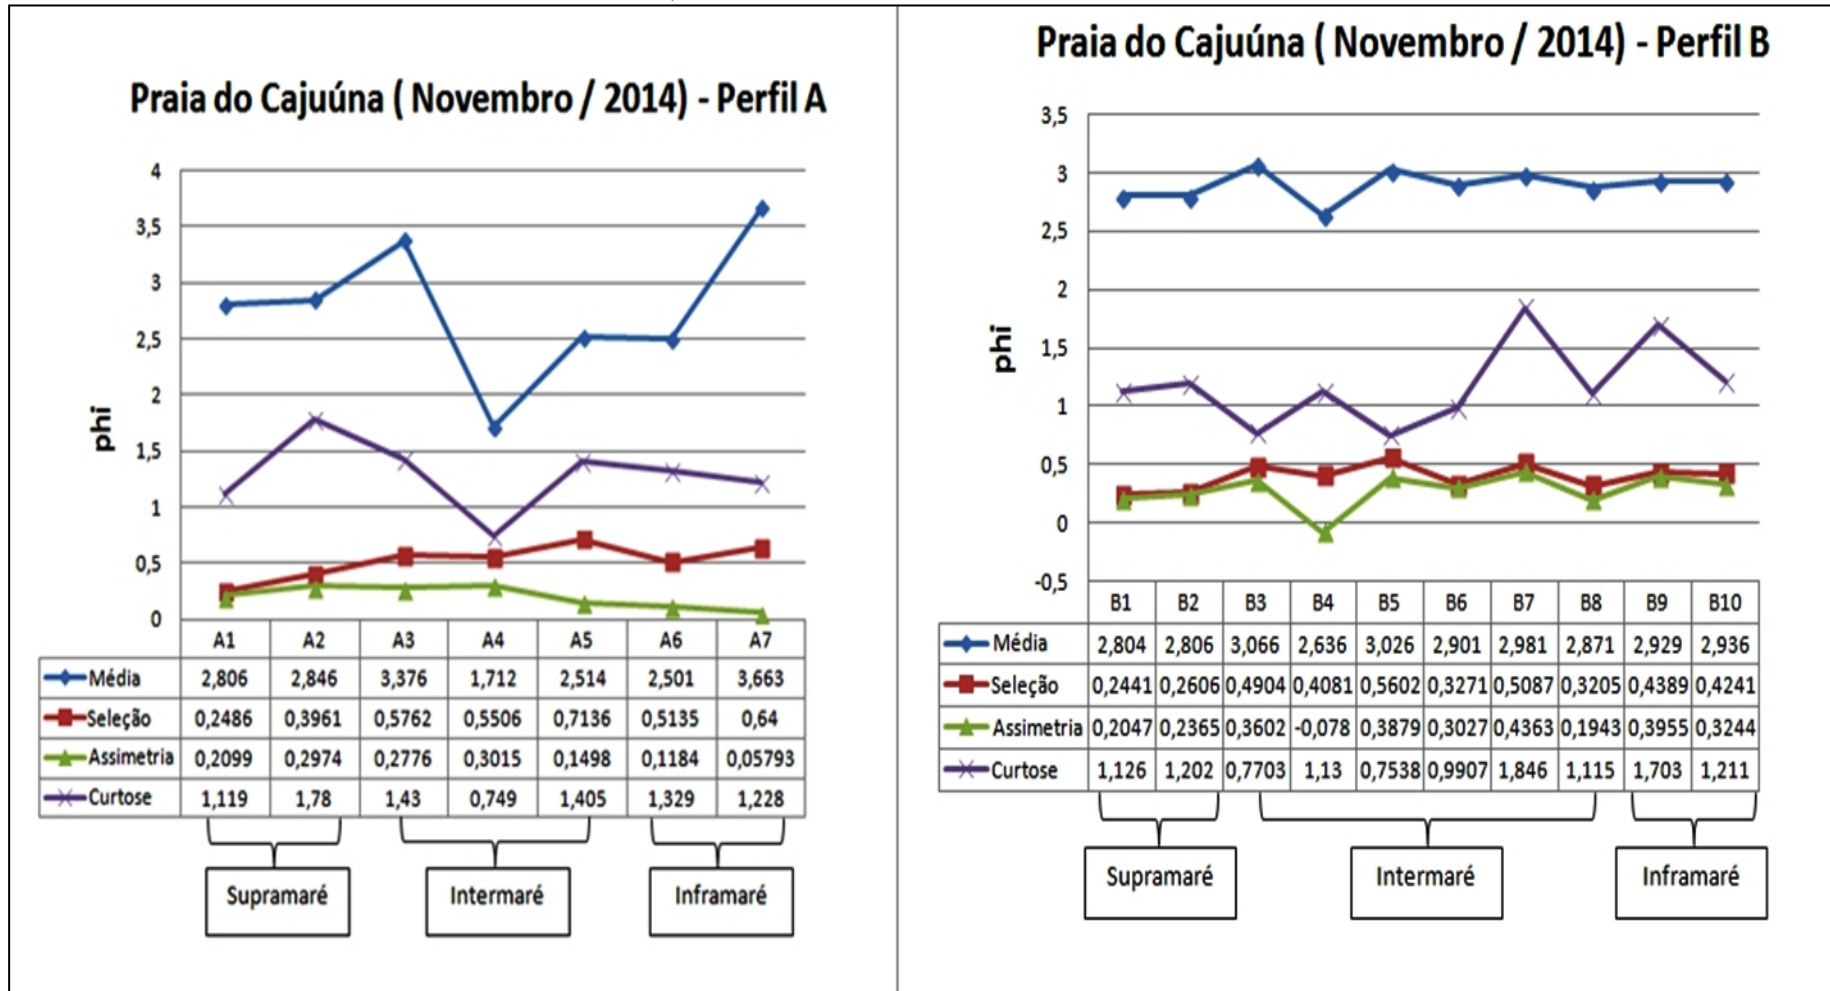 Praia do Cajuúna ( Novembro / 2014) - Perfil A
4
3,5
3
2,5
2
1,5
1
0,5
0
phi
A1 A2 A3 A4 A5 A6 A7
Média 2,806 2,846 3,376 1,712 2,514 2,501 3,663
Seleção 0,2486 0,3961 0,5762 0,5506 0,7136 0,5135 0,64
Assimetria 0,2099 0,2974 0,2776 0,3015 0,1498 0,1184 0,05793
Curtose 1,119 1,78 1,43 0,749 1,405 1,329 1,228
Supramaré Intermaré Inframaré
Praia do Cajuúna ( Novembro / 2014) - Perfil B
3,5
3
2,5
2
1,5
1
0,5
0
-0,5
phi
B1 B2 B3 B4 B5 B6 B7 B8 B9 B10
Média 2,804 2,806 3,066 2,636 3,026 2,901 2,981 2,871 2,929 2,936
Seleção 0,2441 0,2606 0,4904 0,4081 0,5602 0,3271 0,5087 0,3205 0,4389 0,4241
Assimetria 0,2047 0,2365 0,3602 -0,078 0,3879 0,3027 0,4363 0,1943 0,3955 0,3244
Curtose 1,126 1,202 0,7703 1,13 0,7538 0,9907 1,846 1,115 1,703 1,211
Supramaré Intermaré Inframaré